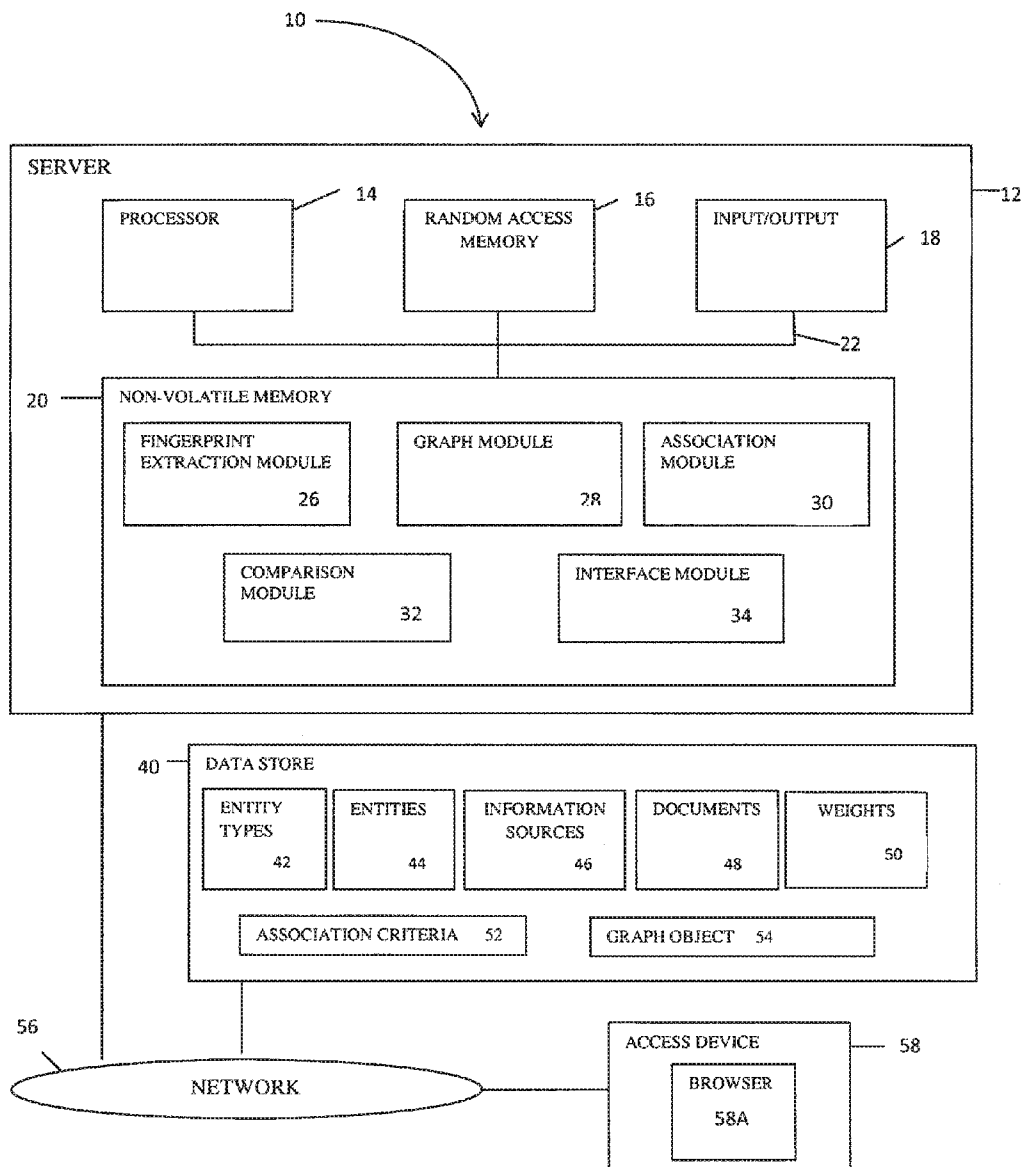 10
SERVER
12
PROCESSOR
14
RANDOM ACCESS
MEMORY
16
INPUT/OUTPUT
18
22
20
NON-VOLATILE MEMORY
FINGERPRINT
EXTRACTION MODULE
26
GRAPH MODULE
28
ASSOCIATION
MODULE
30
COMPARISON
MODULE
32
INTERFACE MODULE
34
40
DATA STORE
ENTITY
TYPES
42
ENTITIES
44
INFORMATION
SOURCES
46
DOCUMENTS
48
WEIGHTS
50
ASSOCIATION CRITERIA 52
GRAPH OBJECT 54
56
NETWORK
ACCESS DEVICE
58
BROWSER
58A